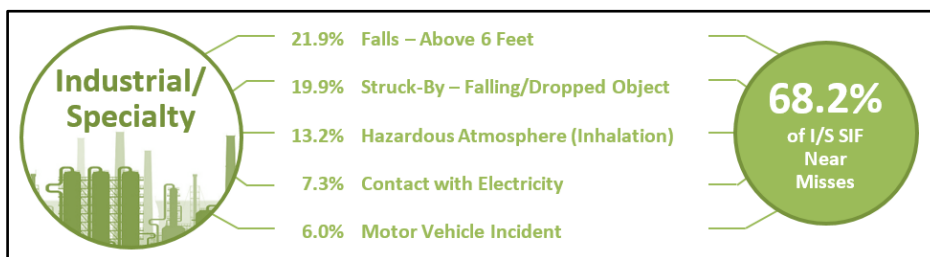 Industrial/
Specialty
21.9% Falls – Above 6 Feet
19.9% Struck-By – Falling/Dropped Object
13.2% Hazardous Atmosphere (Inhalation)
7.3% Contact with Electricity
6.0% Motor Vehicle Incident
68.2%
of I/S SIF
Near
Misses